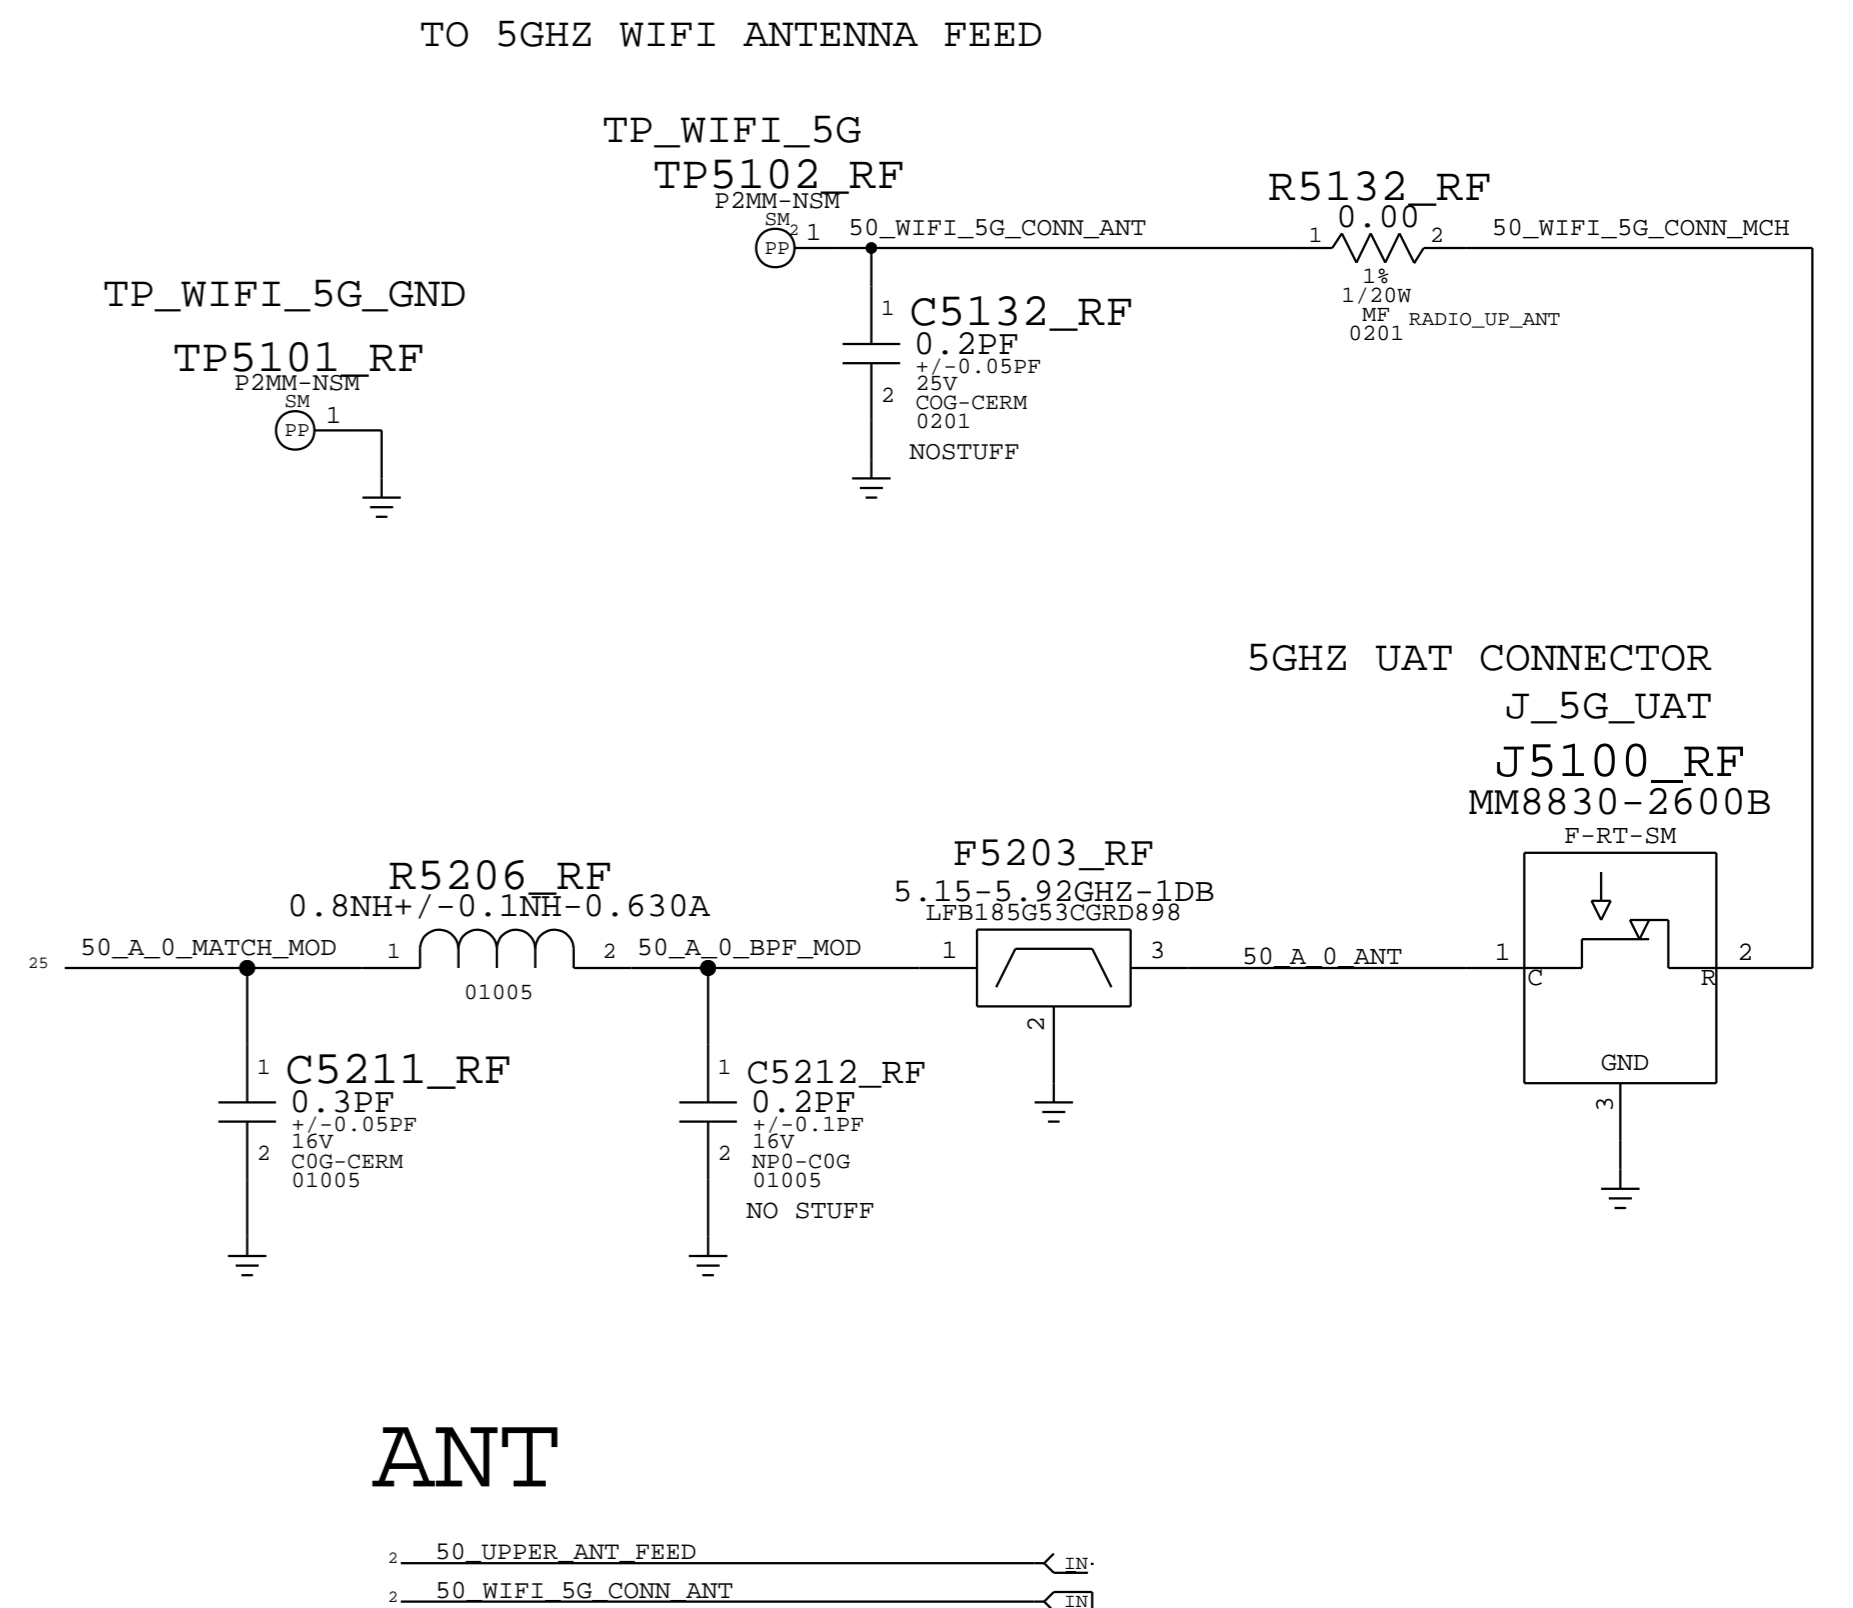 TO 5GHZ WIFI ANTENNA FEED
TP_WIFI_5G
TP5102_RF
P2MM-NSM
SM
PP
2
1
50_WIFI_5G_CONN_ANT
R5132_RF
0.00
1
2
1%
1/20W
MF
0201
RADIO_UP_ANT
50_WIFI_5G_CONN_MCH
TP_WIFI_5G_GND
TP5101_RF
P2MM-NSM
SM
PP
1
1
C5132_RF
0.2PF
+/-0.05PF
25V
2
COG-CERM
0201
NOSTUFF
5GHZ UAT CONNECTOR
J_5G_UAT
J5100_RF
MM8830-2600B
F-RT-SM
R5206_RF
0.8NH+/-0.1NH-0.630A
F5203_RF
5.15-5.92GHZ-1DB
LFB185G53CGRD898
25
50_A_0_MATCH_MOD
1
2
01005
50_A_0_BPF_MOD
1
3
2
50_A_0_ANT
1
C
R
2
GND
3
1
C5211_RF
0.3PF
+/-0.05PF
16V
2
C0G-CERM
01005
1
C5212_RF
0.2PF
+/-0.1PF
16V
2
NP0-C0G
01005
NO STUFF
ANT
2 50_UPPER_ANT_FEED IN
2 50_WIFI_5G_CONN_ANT IN